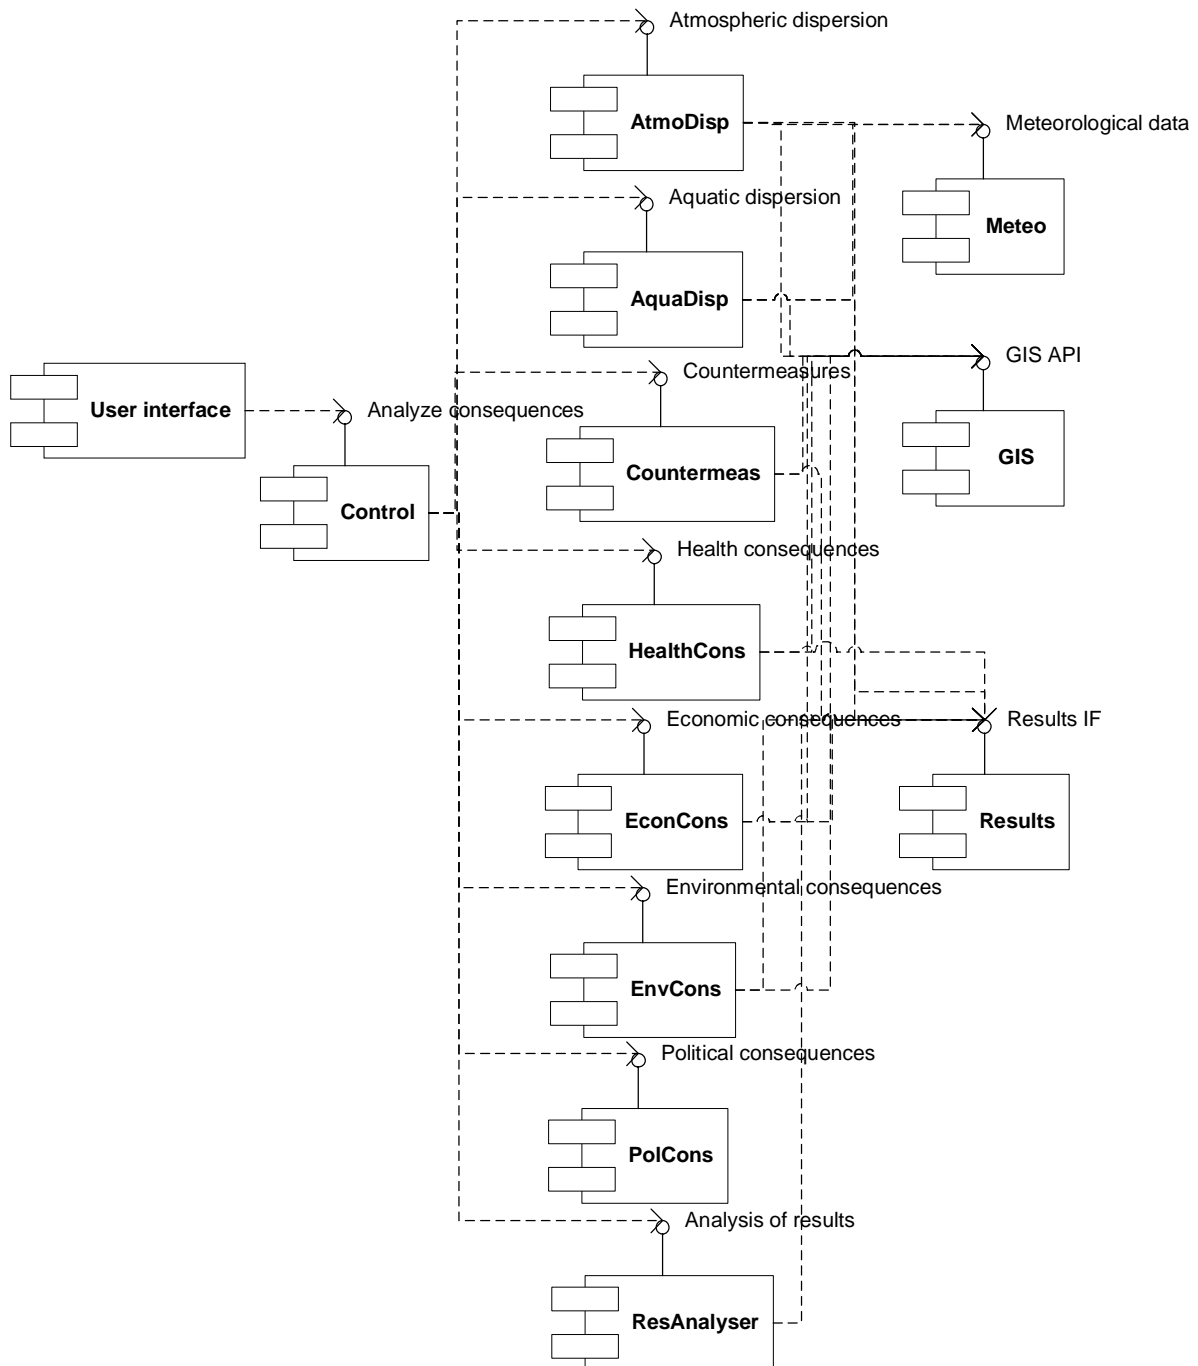 Atmospheric dispersion
AtmoDisp
Meteorological data
Aquatic dispersion
Meteo
AquaDisp
GIS API
Countermeasures
User interface
Analyze consequences
GIS
Countermeas
Control
Health consequences
HealthCons
Economic consequences
Results IF
EconCons
Results
Environmental consequences
EnvCons
Political consequences
PolCons
Analysis of results
ResAnalyser